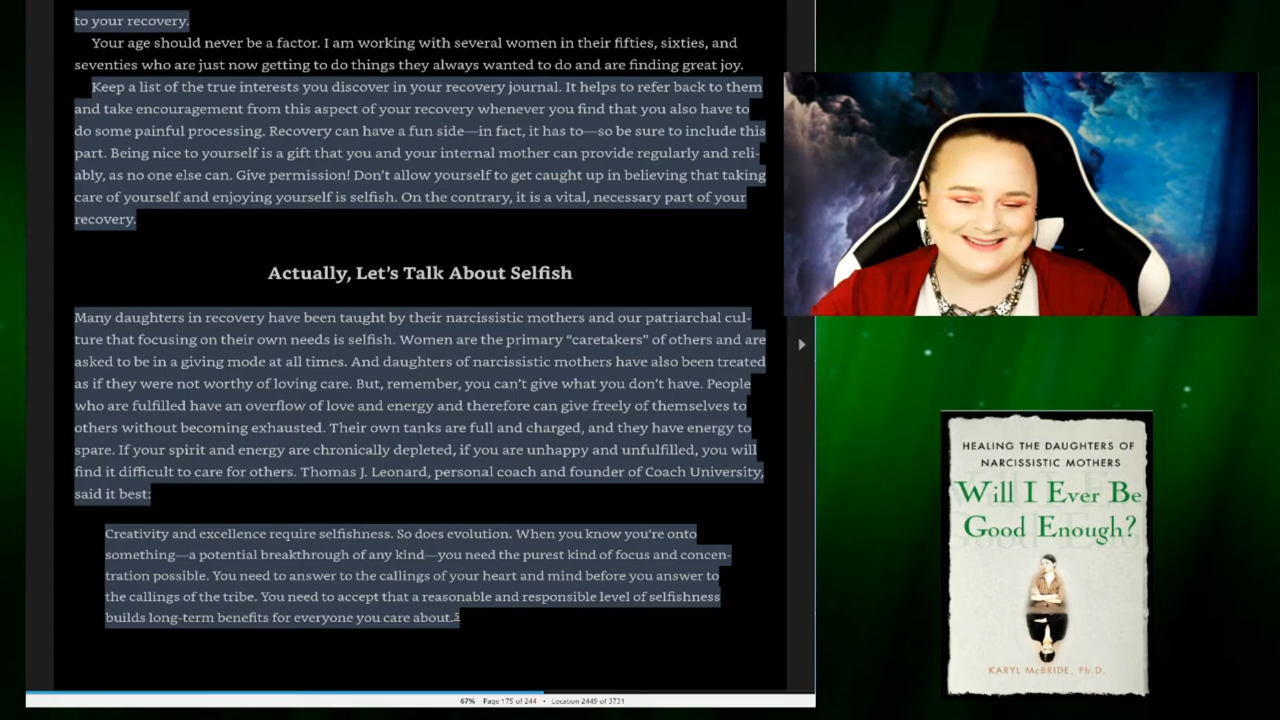 to your recovery.
Your age should never be a factor. I am working with several women in their fifties, sixties, and
seventies who are just now getting to do things they always wanted to do and are finding great joy.
Keep a list of the true interests you discover in your recovery journal. It helps to refer back to them
and take encouragement from this aspect of your recovery whenever you find that you also have to
do some painful processing. Recovery can have a fun side—in fact, it has to—so be sure to include this
part. Being nice to yourself is a gift that you and your internal mother can provide regularly and reli-
ably, as no one else can. Give permission! Don’t allow yourself to get caught up in believing that taking
care of yourself and enjoying yourself is selfish. On the contrary, it is a vital, necessary part of your
recovery.
Actually, Let’s Talk About Selfish
Many daughters in recovery have been taught by their narcissistic mothers and our patriarchal cul-
ture that focusing on their own needs is selfish. Women are the primary “caretakers” of others and are
asked to be in a giving mode at all times. And daughters of narcissistic mothers have also been treated
as if they were not worthy of loving care. But, remember, you can’t give what you don’t have. People
who are fulfilled have an overflow of love and energy and therefore can give freely of themselves to
others without becoming exhausted. Their own tanks are full and charged, and they have energy to
spare. If your spirit and energy are chronically depleted, if you are unhappy and unfulfilled, you will
find it difficult to care for others. Thomas J. Leonard, personal coach and founder of Coach University,
said it best:
Creativity and excellence require selfishness. So does evolution. When you know you’re onto
something—a potential breakthrough of any kind—you need the purest kind of focus and concen-
tration possible. You need to answer to the callings of your heart and mind before you answer to
the callings of the tribe. You need to accept that a reasonable and responsible level of selfishness
builds long-term benefits for everyone you care about.5
67% Page 175 of 244 • Location 2449 of 3731
HEALING THE DAUGHTERS OF
NARCISSISTIC MOTHERS
Will I Ever Be
Good Enough?
KARYL McBRIDE, Ph.D.